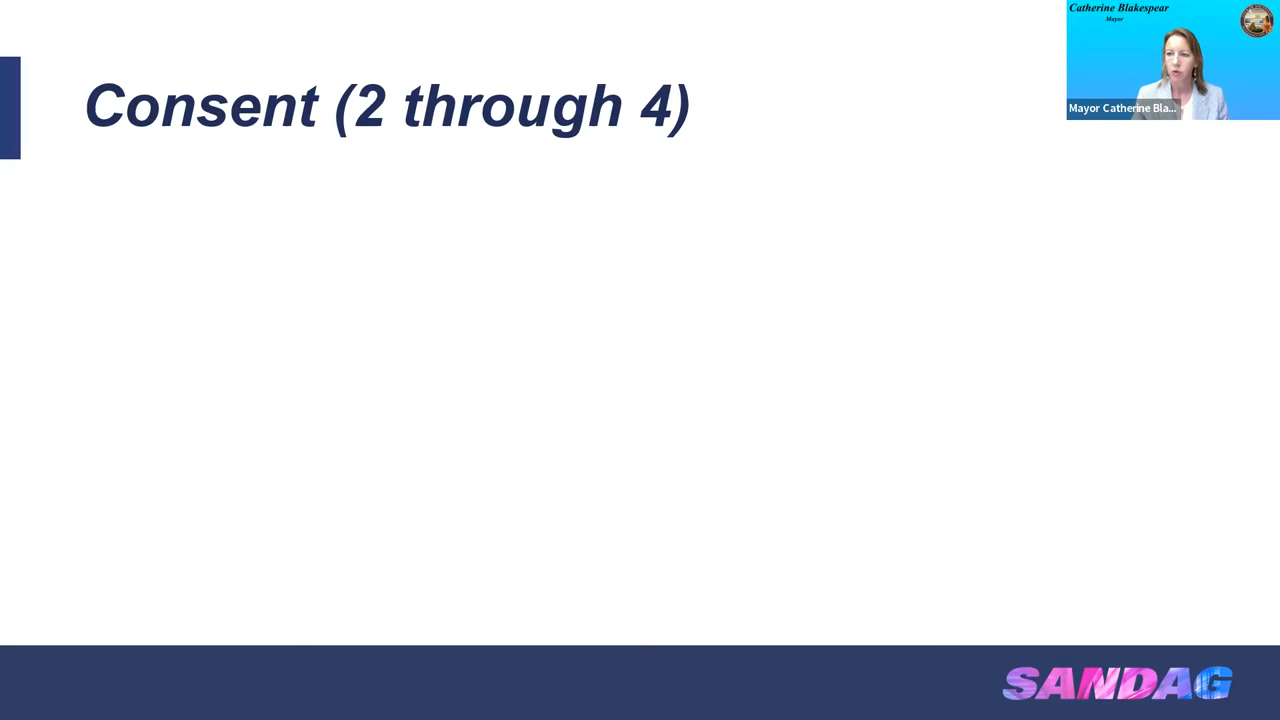 Catherine Blakespear
Mayor
Consent (2 through 4)
Mayor Catherine Bla...
SANDAG